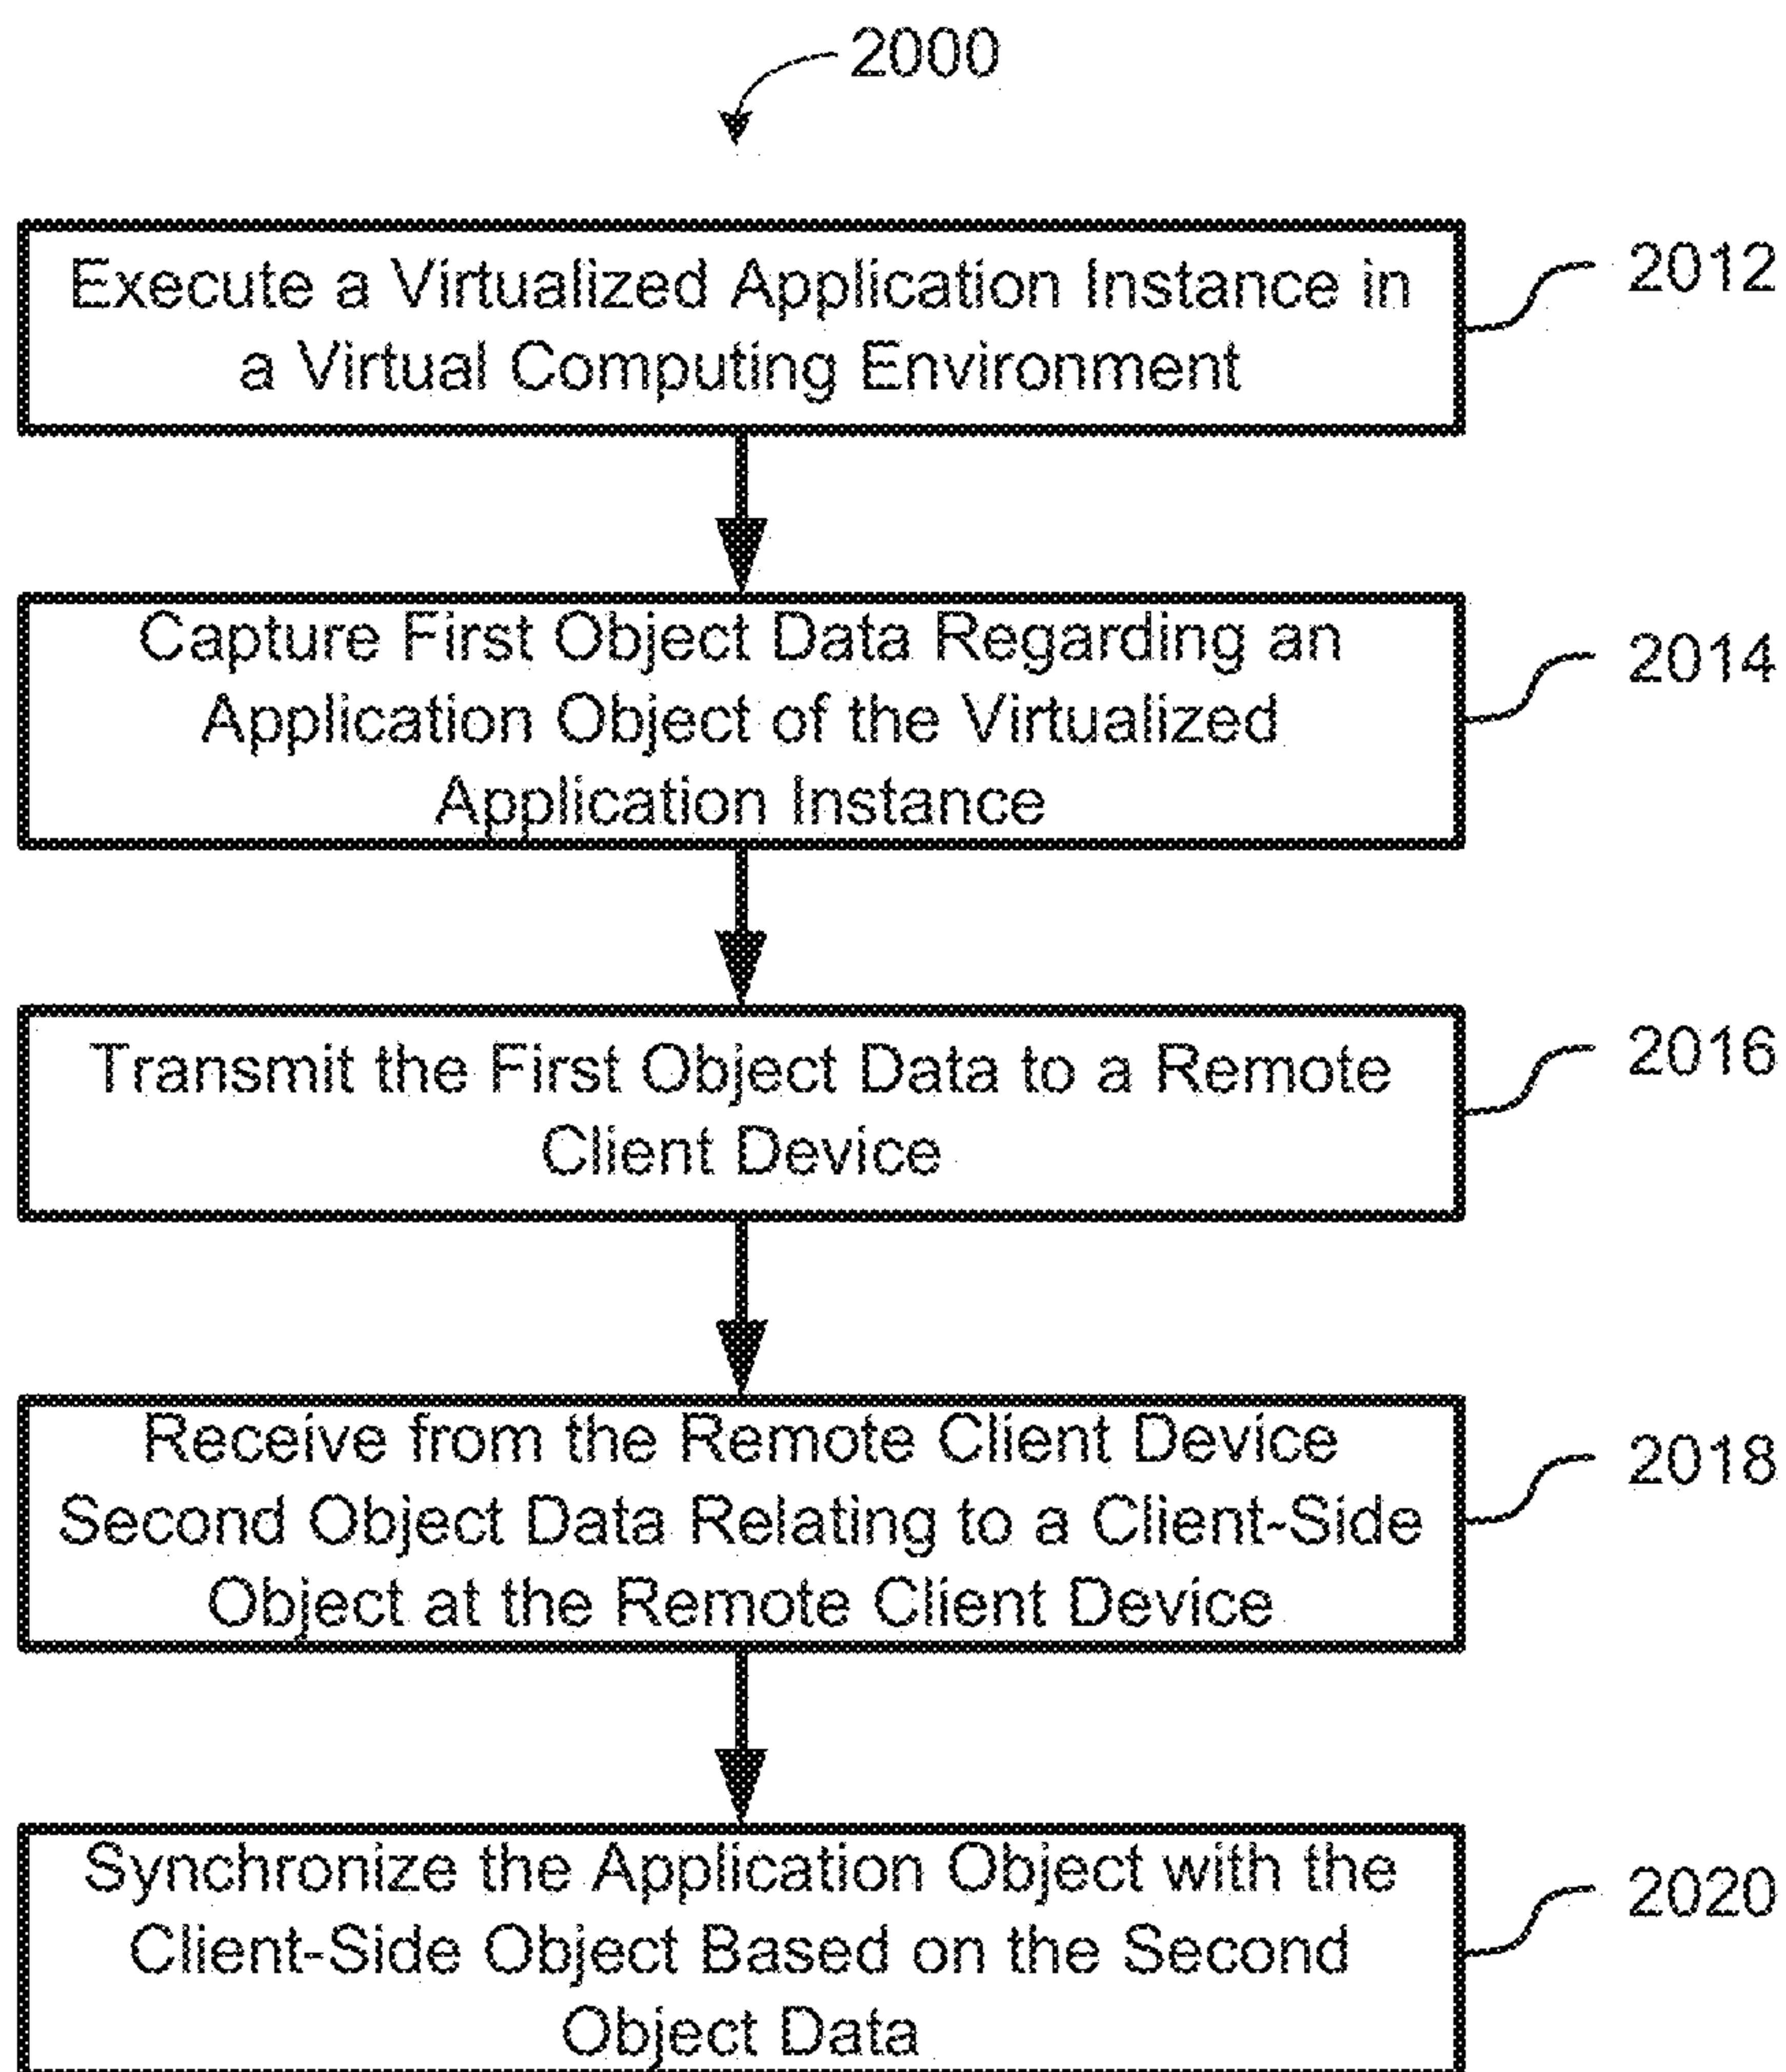 2000
Execute a Virtualized Application Instance in
a Virtual Computing Environment
2012
Capture First Object Data Regarding an
Application Object of the Virtualized
Application Instance
2014
Transmit the First Object Data to a Remote
Client Device
2016
Receive from the Remote Client Device
Second Object Data Relating to a Client-Side
Object at the Remote Client Device
2018
Synchronize the Application Object with the
Client-Side Object Based on the Second
Object Data
2020